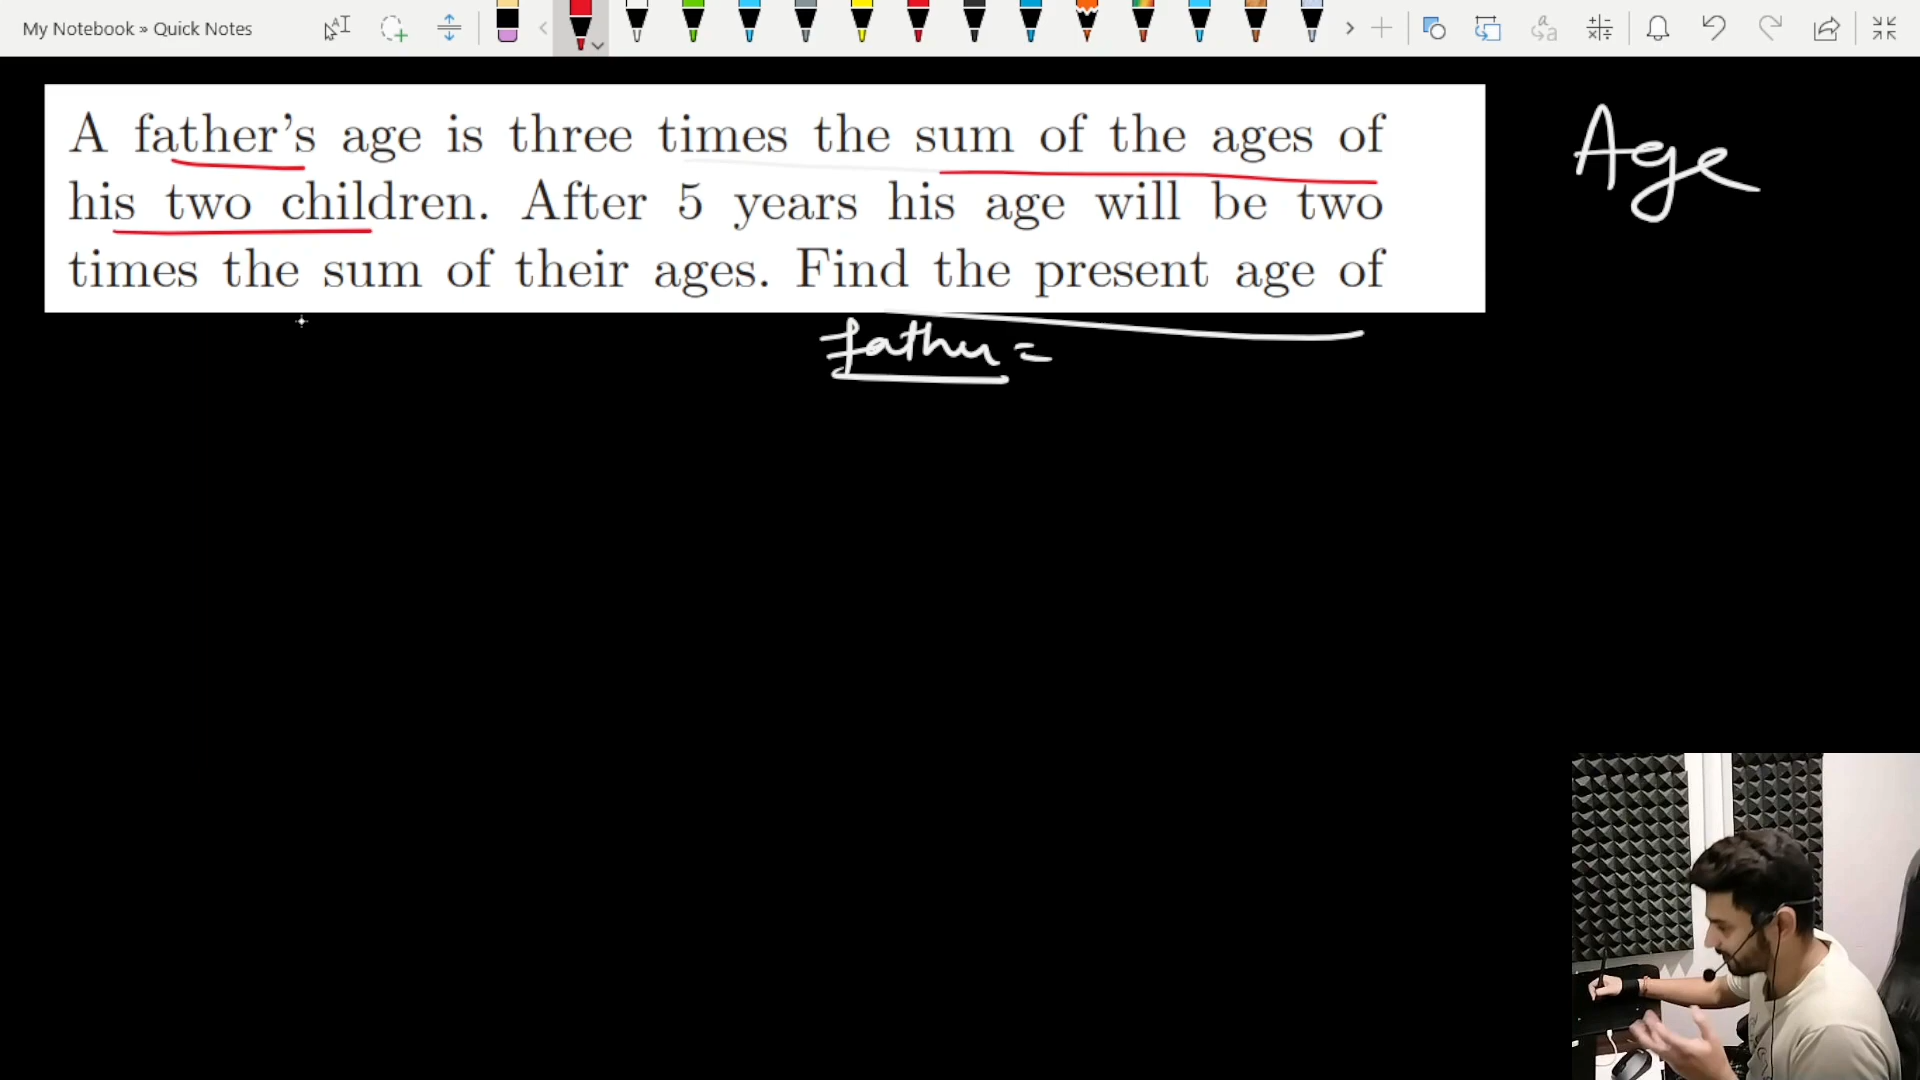 My Notebook » Quick Notes
A father's age is three times the sum of the ages of
his two children. After 5 years his age will be two
times the sum of their ages. Find the present age of
father =
Age